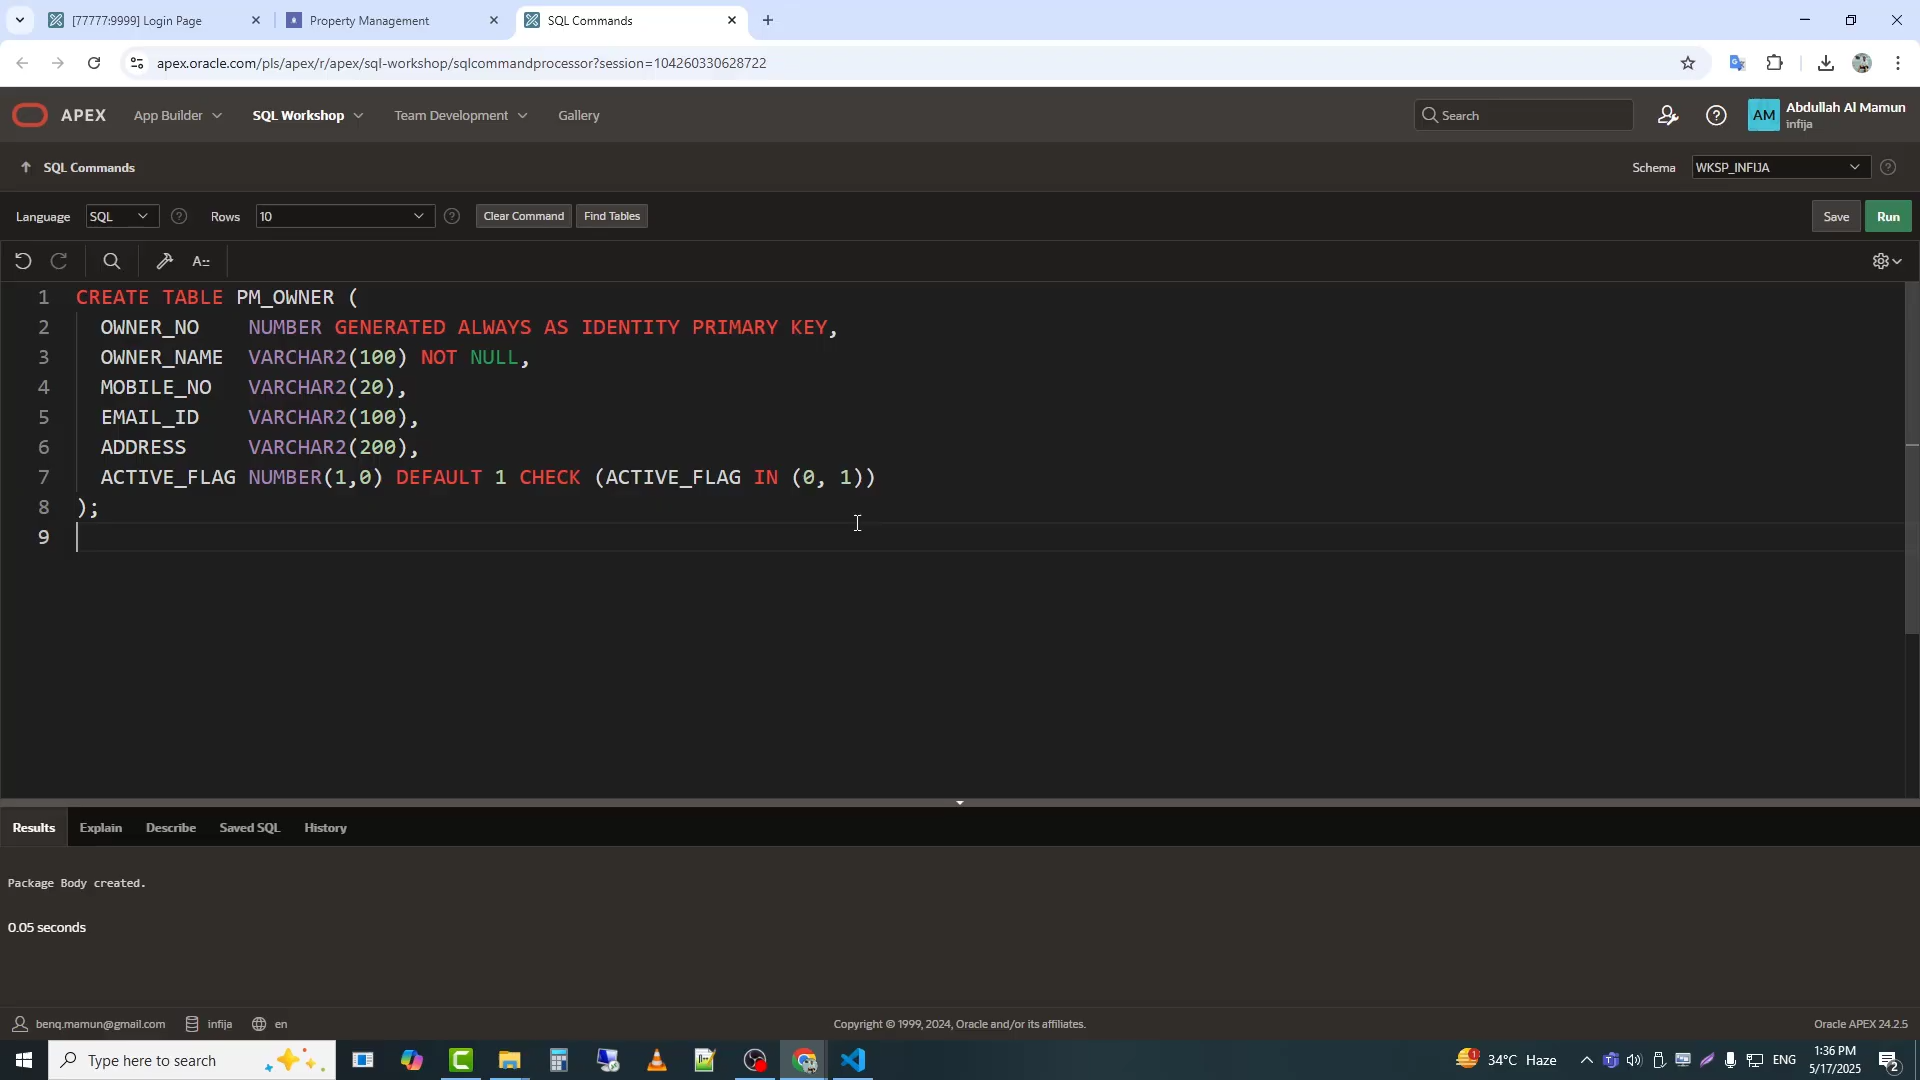 [77777:9999] Login Page
Property Management
SQL Commands
apex.oracle.com/pls/apex/r/apex/sql-workshop/sqlcommandprocessor?session=104260330628722
APEX
App Builder
SQL Workshop
Team Development
Gallery
Search
AM
Abdullah Al Mamun
infija
SQL Commands
Schema
WKSP_INFIJA
Language
SQL
Rows
10
Clear Command
Find Tables
Save
Run
1 CREATE TABLE PM_OWNER (
2 OWNER_NO NUMBER GENERATED ALWAYS AS IDENTITY PRIMARY KEY,
3 OWNER_NAME VARCHAR2(100) NOT NULL,
4 MOBILE_NO VARCHAR2(20),
5 EMAIL_ID VARCHAR2(100),
6 ADDRESS VARCHAR2(200),
7 ACTIVE_FLAG NUMBER(1,0) DEFAULT 1 CHECK (ACTIVE_FLAG IN (0, 1))
8 );
9
Results
Explain
Describe
Saved SQL
History
Package Body created.
0.05 seconds
benq.mamun@gmail.com
infija
en
Copyright © 1999, 2024, Oracle and/or its affiliates.
Oracle APEX 24.2.5
Type here to search
34°C Haze
ENG
1:36 PM
5/17/2025
2